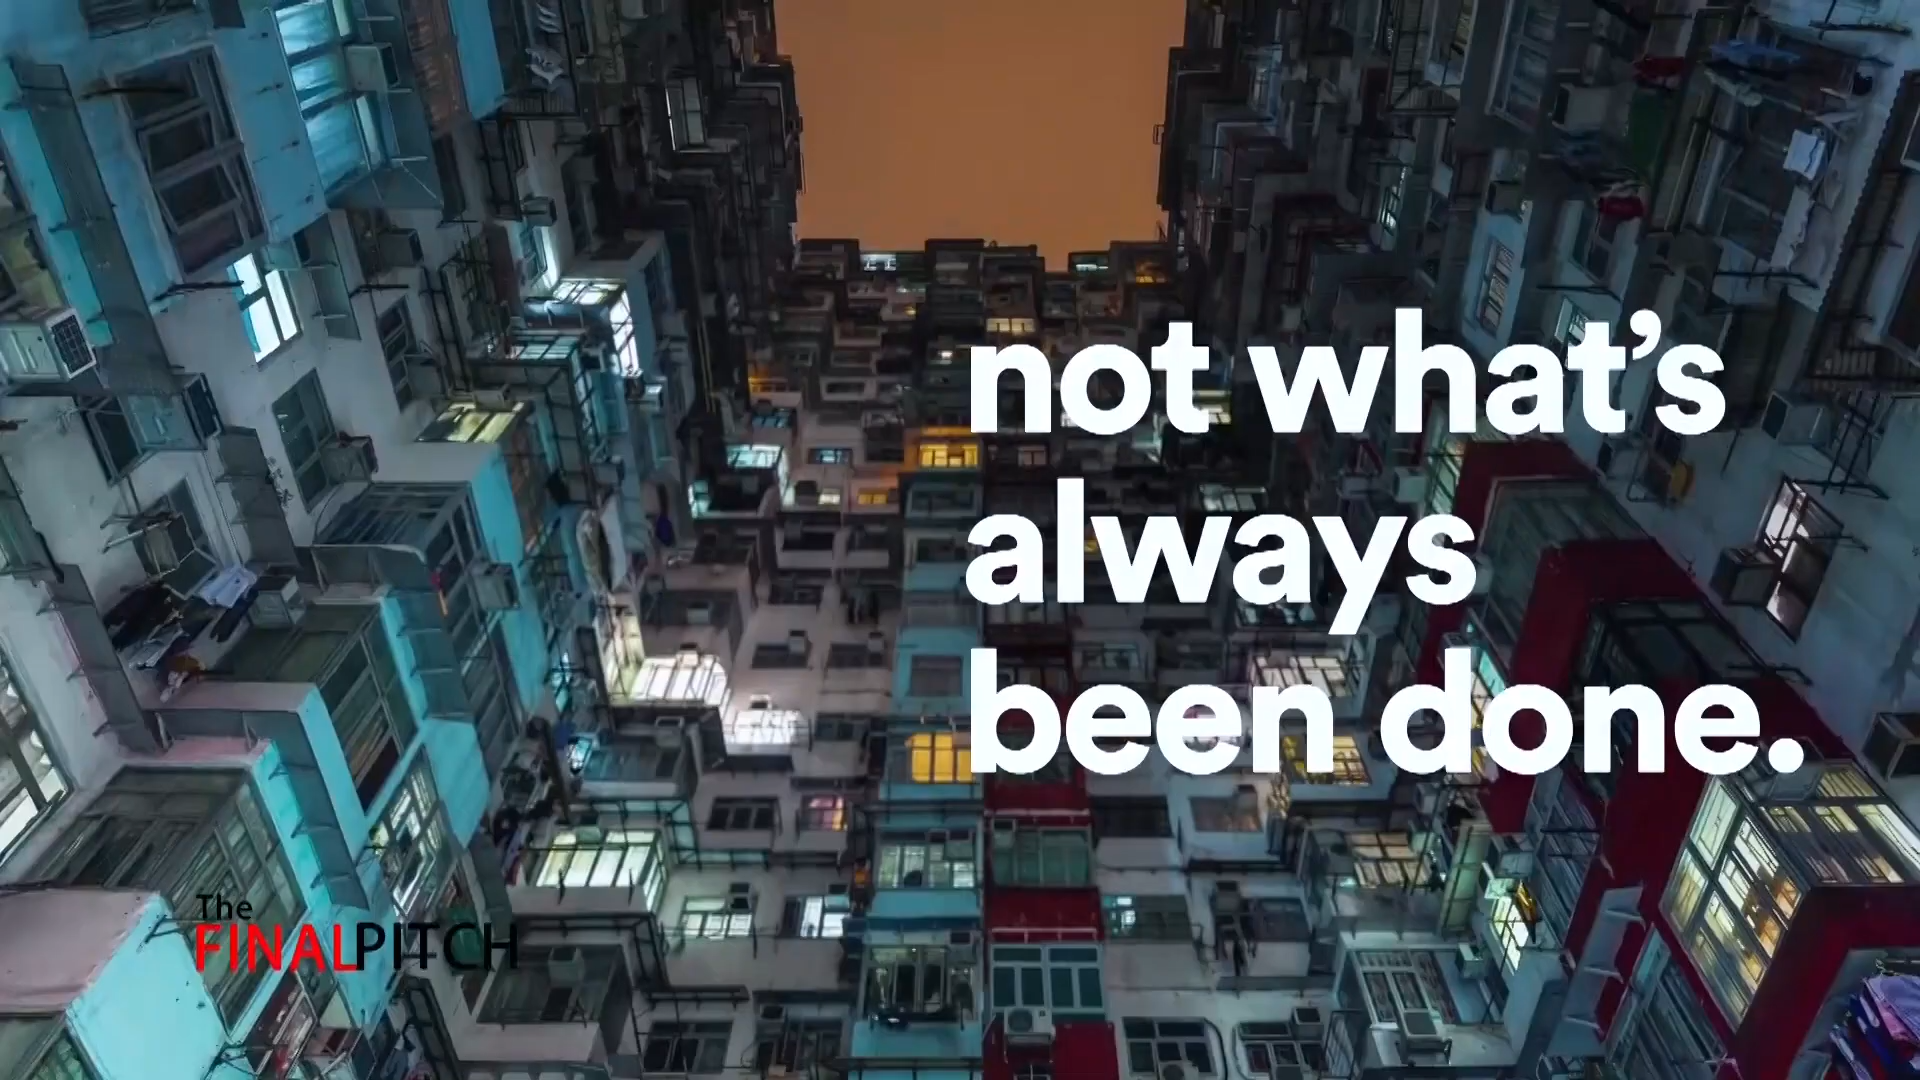 not what’s
always
been done.
The
FINALPITCH